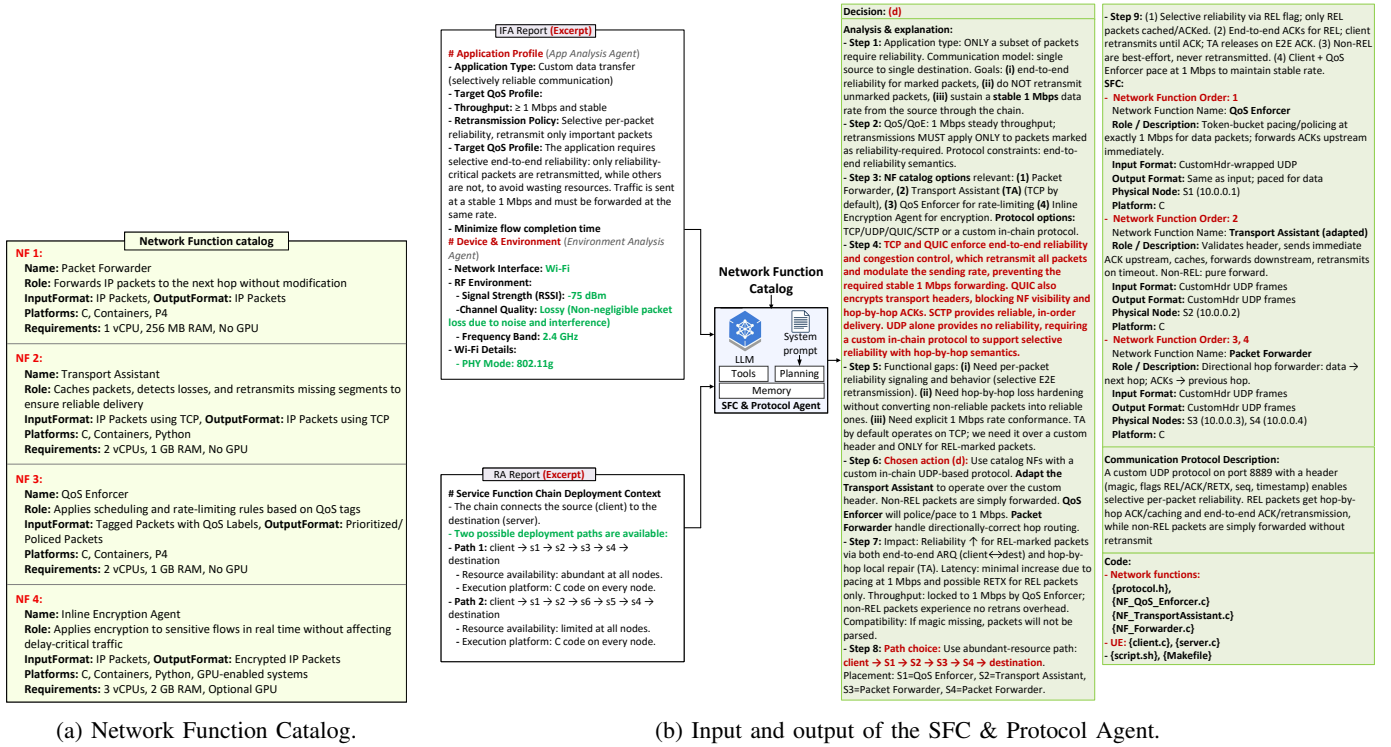 Network Function catalog
NF 1:
Name: Packet Forwarder
Role: Forwards IP packets to the next hop without modification
InputFormat: IP Packets, OutputFormat: IP Packets
Platforms: C, Containers, P4
Requirements: 1 vCPU, 256 MB RAM, No GPU
NF 2:
Name: Transport Assistant
Role: Caches packets, detects losses, and retransmits missing segments to
ensure reliable delivery
InputFormat: IP Packets using TCP, OutputFormat: IP Packets using TCP
Platforms: C, Containers, Python
Requirements: 2 vCPUs, 1 GB RAM, No GPU
NF 3:
Name: QoS Enforcer
Role: Applies scheduling and rate-limiting rules based on QoS tags
InputFormat: Tagged Packets with QoS Labels, OutputFormat: Prioritized/
Policed Packets
Platforms: C, Containers, P4
Requirements: 2 vCPUs, 1 GB RAM, No GPU
NF 4:
Name: Inline Encryption Agent
Role: Applies encryption to sensitive flows in real time without affecting
delay-critical traffic
InputFormat: IP Packets, OutputFormat: Encrypted IP Packets
Platforms: C, Containers, Python, GPU-enabled systems
Requirements: 3 vCPUs, 2 GB RAM, Optional GPU
(a) Network Function Catalog.
IFA Report (Excerpt)
# Application Profile (App Analysis Agent)
- Application Type: Custom data transfer
(selectively reliable communication)
- Target QoS Profile:
- Throughput: ≥ 1 Mbps and stable
- Retransmission Policy: Selective per-packet
reliability, retransmit only important packets
- Target QoS Profile: The application requires
selective end-to-end reliability: only reliability-
critical packets are retransmitted, while others
are not, to avoid wasting resources. Traffic is sent
at a stable 1 Mbps and must be forwarded at the
same rate.
- Minimize flow completion time
# Device & Environment (Environment Analysis
Agent)
- Network Interface: Wi-Fi
- RF Environment:
- Signal Strength (RSSI): -75 dBm
-Channel Quality: Lossy (Non-negligible packet
loss due to noise and interference)
- Frequency Band: 2.4 GHz
- Wi-Fi Details:
- PHY Mode: 802.11g
RA Report (Excerpt)
# Service Function Chain Deployment Context
- The chain connects the source (client) to the
destination (server).
- Two possible deployment paths are available:
- Path 1: client → s1 → s2 → s3 → s4 →
destination
- Resource availability: abundant at all nodes.
- Execution platform: C code on every node.
- Path 2: client → s1 → s2 → s6 → s5 → s4 →
destination
- Resource availability: limited at all nodes.
- Execution platform: C code on every node.
Network Function
Catalog
LLM
System
prompt
Tools
Planning
Memory
SFC & Protocol Agent
Decision: (d)
Analysis & explanation:
- Step 1: Application type: ONLY a subset of packets
require reliability. Communication model: single
source to single destination. Goals: (i) end-to-end
reliability for marked packets, (ii) do NOT retransmit
unmarked packets, (iii) sustain a stable 1 Mbps data
rate from the source through the chain.
- Step 2: QoS/QoE: 1 Mbps steady throughput;
retransmissions MUST apply ONLY to packets marked
as reliability-required. Protocol constraints: end-to-
end reliability semantics.
- Step 3: NF catalog options relevant: (1) Packet
Forwarder, (2) Transport Assistant (TA) (TCP by
default), (3) QoS Enforcer for rate-limiting (4) Inline
Encryption Agent for encryption. Protocol options:
TCP/UDP/QUIC/SCTP or a custom in-chain protocol.
- Step 4: TCP and QUIC enforce end-to-end reliability
and congestion control, which retransmit all packets
and modulate the sending rate, preventing the
required stable 1 Mbps forwarding. QUIC also
encrypts transport headers, blocking NF visibility and
hop-by-hop ACKs. SCTP provides reliable, in-order
delivery. UDP alone provides no reliability, requiring
a custom in-chain protocol to support selective
reliability with hop-by-hop semantics.
- Step 5: Functional gaps: (i) Need per-packet
reliability signaling and behavior (selective E2E
retransmission). (ii) Need hop-by-hop loss hardening
without converting non-reliable packets into reliable
ones. (iii) Need explicit 1 Mbps rate conformance. TA
by default operates on TCP; we need it over a custom
header and ONLY for REL-marked packets.
- Step 6: Chosen action (d): Use catalog NFs with a
custom in-chain UDP-based protocol. Adapt the
Transport Assistant to operate over the custom
header. Non-REL packets are simply forwarded. QoS
Enforcer will police/pace to 1 Mbps. Packet
Forwarder handle directionally-correct hop routing.
- Step 7: Impact: Reliability ↑ for REL-marked packets
via both end-to-end ARQ (client↔dest) and hop-by-
hop local repair (TA). Latency: minimal increase due to
pacing at 1 Mbps and possible RETX for REL packets
only. Throughput: locked to 1 Mbps by QoS Enforcer;
non-REL packets experience no retrans overhead.
Compatibility: If magic missing, packets will not be
parsed.
- Step 8: Path choice: Use abundant-resource path:
client → S1 → S2 → S3 → S4 → destination.
Placement: S1=QoS Enforcer, S2=Transport Assistant,
S3=Packet Forwarder, S4=Packet Forwarder.
- Step 9: (1) Selective reliability via REL flag; only REL
packets cached/ACKed. (2) End-to-end ACKs for REL; client
retransmits until ACK; TA releases on E2E ACK. (3) Non-REL
are best-effort, never retransmitted. (4) Client + QoS
Enforcer pace at 1 Mbps to maintain stable rate.
SFC:
- Network Function Order: 1
Network Function Name: QoS Enforcer
Role / Description: Token-bucket pacing/policing at
exactly 1 Mbps for data packets; forwards ACKs upstream
immediately.
Input Format: CustomHdr-wrapped UDP
Output Format: Same as input; paced for data
Physical Node: S1 (10.0.0.1)
Platform: C
- Network Function Order: 2
Network Function Name: Transport Assistant (adapted)
Role / Description: Validates header, sends immediate
ACK upstream, caches, forwards downstream, retransmits
on timeout. Non-REL: pure forward.
Input Format: CustomHdr UDP frames
Output Format: CustomHdr UDP frames
Physical Node: S2 (10.0.0.2)
Platform: C
- Network Function Order: 3, 4
Network Function Name: Packet Forwarder
Role / Description: Directional hop forwarder: data →
next hop; ACKs → previous hop.
Input Format: CustomHdr UDP frames
Output Format: CustomHdr UDP frames
Physical Nodes: S3 (10.0.0.3), S4 (10.0.0.4)
Platform: C
Communication Protocol Description:
A custom UDP protocol on port 8889 with a header
(magic, flags REL/ACK/RETX, seq, timestamp) enables
selective per-packet reliability. REL packets get hop-by-
hop ACK/caching and end-to-end ACK/retransmission,
while non-REL packets are simply forwarded without
retransmit
Code:
- Network functions:
{protocol.h},
{NF_QoS_Enforcer.c}
{NF_TransportAssistant.c}
{NF_Forwarder.c}
- UE: {client.c}, {server.c}
- {script.sh}, {Makefile}
(b) Input and output of the SFC & Protocol Agent.